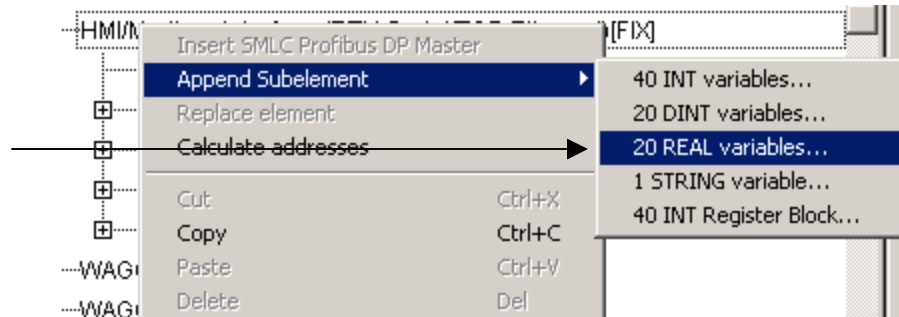 HMI/M [FIX]
Insert SMLC Profibus DP Master
Append Subelement
Replace element
Calculate addresses
Cut Ctrl+X
Copy Ctrl+C
Paste Ctrl+V
Delete Del
40 INT variables...
20 DINT variables...
20 REAL variables...
1 STRING variable...
40 INT Register Block...
WAG
WAG